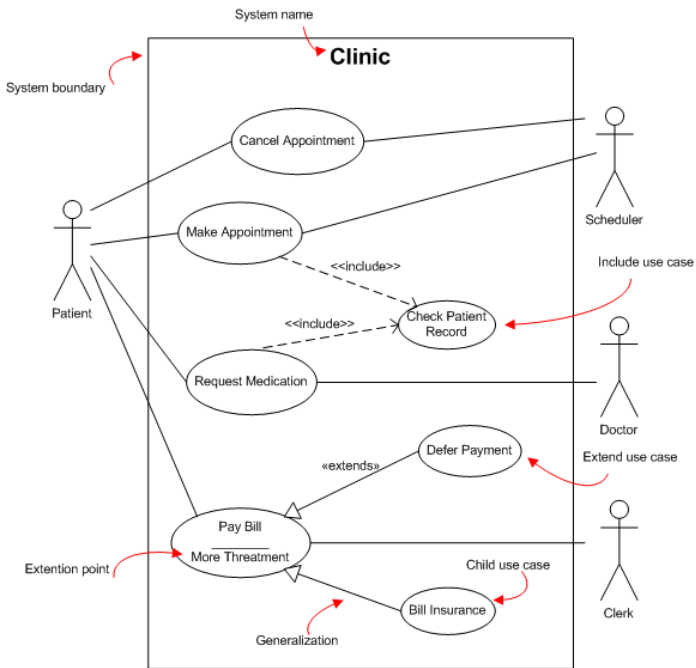 System name
Clinic
System boundary
Cancel Appointment
Scheduler
Make Appointment
<<include>>
Include use case
Patient
Check Patient
Record
<<include>>
Request Medication
Doctor
Defer Payment
Extend use case
«extends»
Pay Bill
More Threatment
Extention point
Child use case
Bill Insurance
Clerk
Generalization